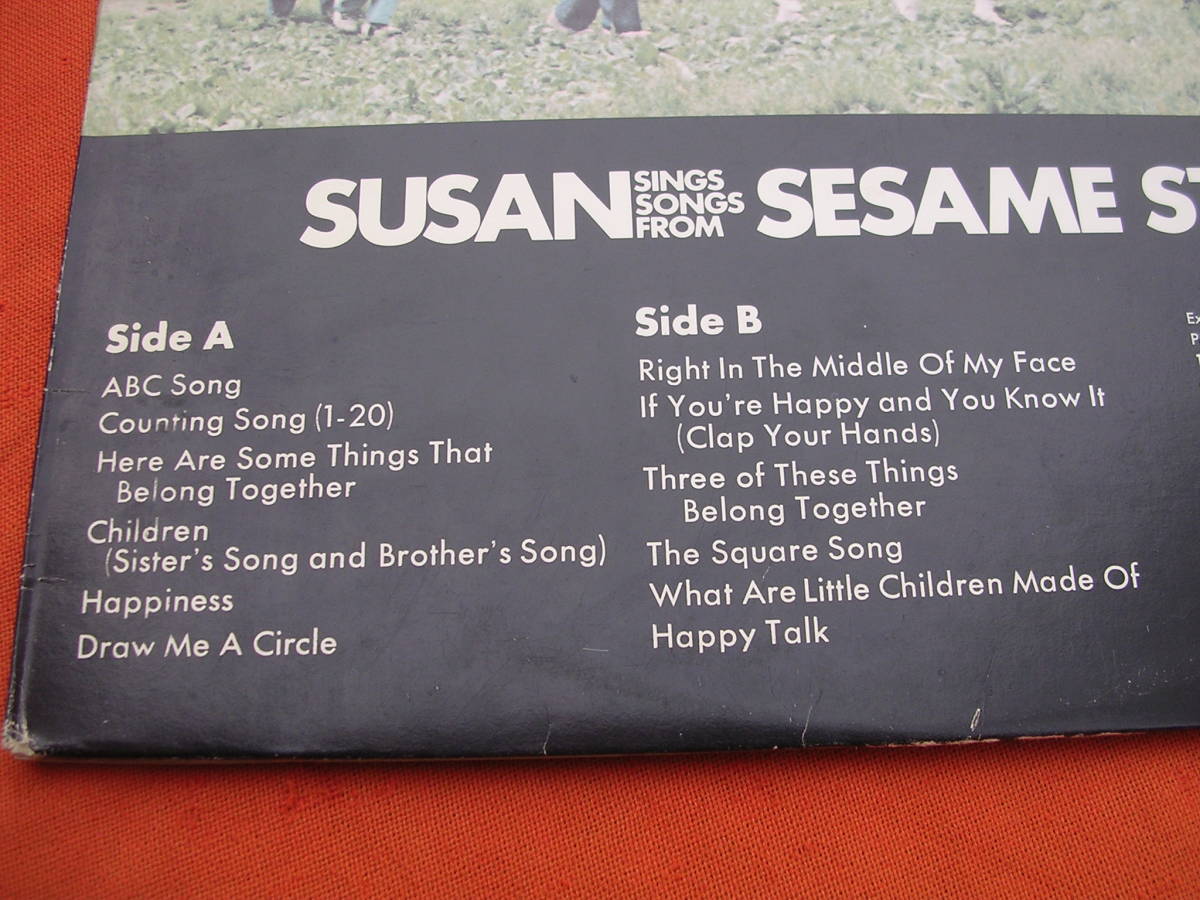 SUSAN SINGS SONGS FROM SESAME ST
Side A
ABC Song
Counting Song (1-20)
Here Are Some Things That
Belong Together
Children
(Sister's Song and Brother's Song)
Happiness
Draw Me A Circle
Side B
Right In The Middle Of My Face
If You're Happy and You Know It
(Clap Your Hands)
Three of These Things
Belong Together
The Square Song
What Are Little Children Made Of
Happy Talk